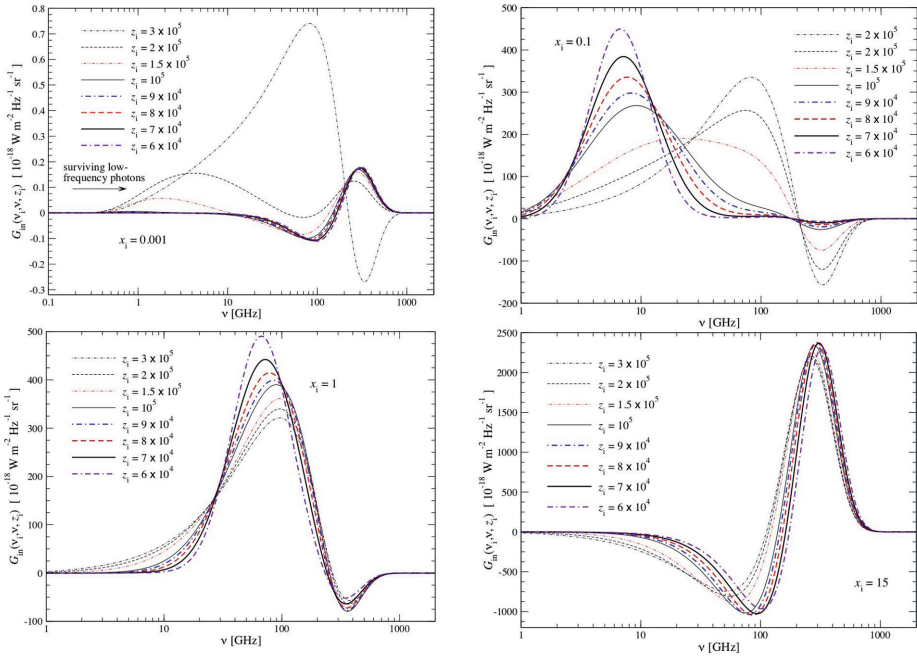 G_in(ν_i, ν, z_i) [ 10^-18 W m^-2 Hz^-1 sr^-1 ]
0.8
0.7
0.6
0.5
0.4
0.3
0.2
0.1
0
-0.1
-0.2
-0.3
z_i = 3 x 10^5
z_i = 2 x 10^5
z_i = 1.5 x 10^5
z_i = 10^5
z_i = 9 x 10^4
z_i = 8 x 10^4
z_i = 7 x 10^4
z_i = 6 x 10^4
surviving low-
frequency photons
x_i = 0.001
0.1 1 10 100 1000
ν [GHz]
G_in(ν_i, ν, z_i) [ 10^-18 W m^-2 Hz^-1 sr^-1 ]
500
400
300
200
100
0
-100
-200
x_i = 0.1
z_i = 2 x 10^5
z_i = 2 x 10^5
z_i = 1.5 x 10^5
z_i = 10^5
z_i = 9 x 10^4
z_i = 8 x 10^4
z_i = 7 x 10^4
z_i = 6 x 10^4
1 10 100 1000
ν [GHz]
G_in(ν_i, ν, z_i) [ 10^-18 W m^-2 Hz^-1 sr^-1 ]
500
400
300
200
100
0
-100
z_i = 3 x 10^5
z_i = 2 x 10^5
z_i = 1.5 x 10^5
z_i = 10^5
z_i = 9 x 10^4
z_i = 8 x 10^4
z_i = 7 x 10^4
z_i = 6 x 10^4
x_i = 1
1 10 100 1000
ν [GHz]
G_in(ν_i, ν, z_i) [ 10^-18 W m^-2 Hz^-1 sr^-1 ]
2500
2250
2000
1500
1000
500
0
-500
-1000
z_i = 3 x 10^5
z_i = 2 x 10^5
z_i = 1.5 x 10^5
z_i = 10^5
z_i = 9 x 10^4
z_i = 8 x 10^4
z_i = 7 x 10^4
z_i = 6 x 10^4
x_i = 15
1 10 100 1000
ν [GHz]